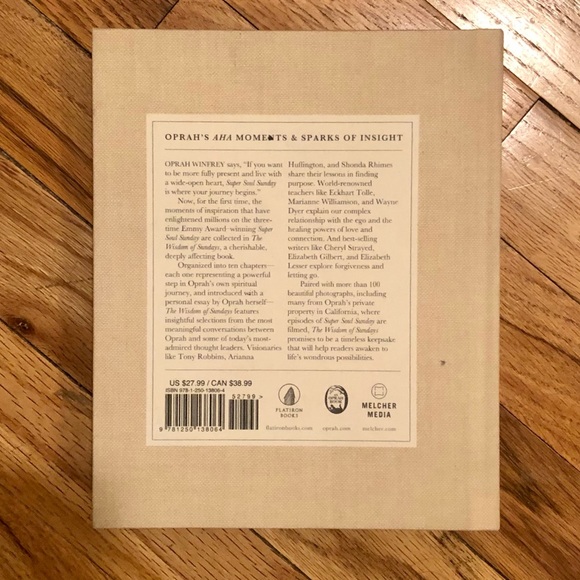 OPRAH'S AHA MOMENTS & SPARKS OF INSIGHT
OPRAH WINFREY says, "If you want
to be more fully present and live with
a wide-open heart, Super Soul Sunday
is where your journey begins."
Now, for the first time, the
moments of inspiration that have
enlightened millions on the three-
time Emmy Award–winning Super
Soul Sunday are collected in The
Wisdom of Sundays, a cherishable,
deeply affecting book.
Organized into ten chapters—
each one representing a powerful
step in Oprah's own spiritual
journey, and introduced with a
personal essay by Oprah herself—
The Wisdom of Sundays features
insightful selections from the most
meaningful conversations between
Oprah and some of today's most-
admired thought leaders. Visionaries
like Tony Robbins, Arianna
Huffington, and Shonda Rhimes
share their lessons in finding
purpose. World-renowned
teachers like Eckhart Tolle,
Marianne Williamson, and Wayne
Dyer explain our complex
relationship with the ego and
the healing powers of love and
connection. And best-selling
writers like Cheryl Strayed,
Elizabeth Gilbert, and Elizabeth
Lesser explore forgiveness and
letting go.
Paired with more than 100
beautiful photographs, including
many from Oprah's private
property in California, where
episodes of Super Soul Sunday are
filmed, The Wisdom of Sundays
promises to be a timeless keepsake
that will help readers awaken to
life's wondrous possibilities.
US $27.99 / CAN $38.99
ISBN 978-1-250-13806-4
52799>
9 781250 138064
FLATIRON
BOOKS
flatironbooks.com
oprah.com
MELCHER
MEDIA
melcher.com